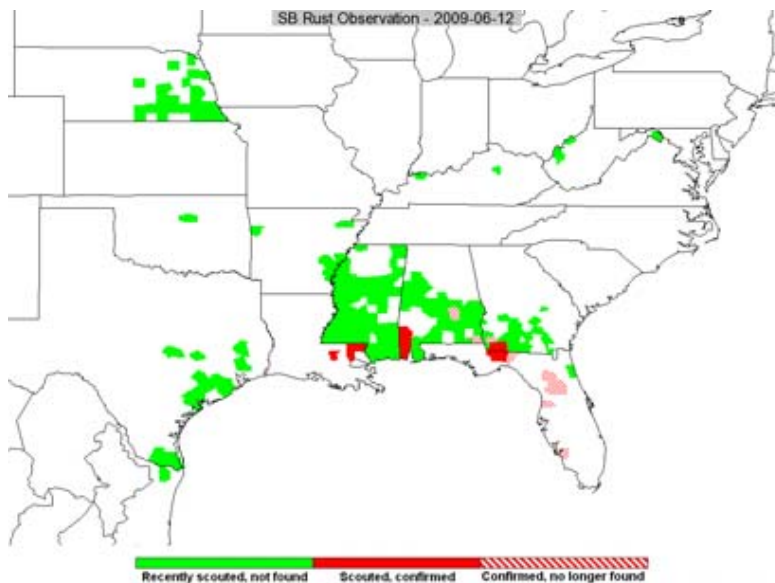 SB Rust Observation - 2009-06-12
Recently scouted, not found Scouted, confirmed Confirmed, no longer found